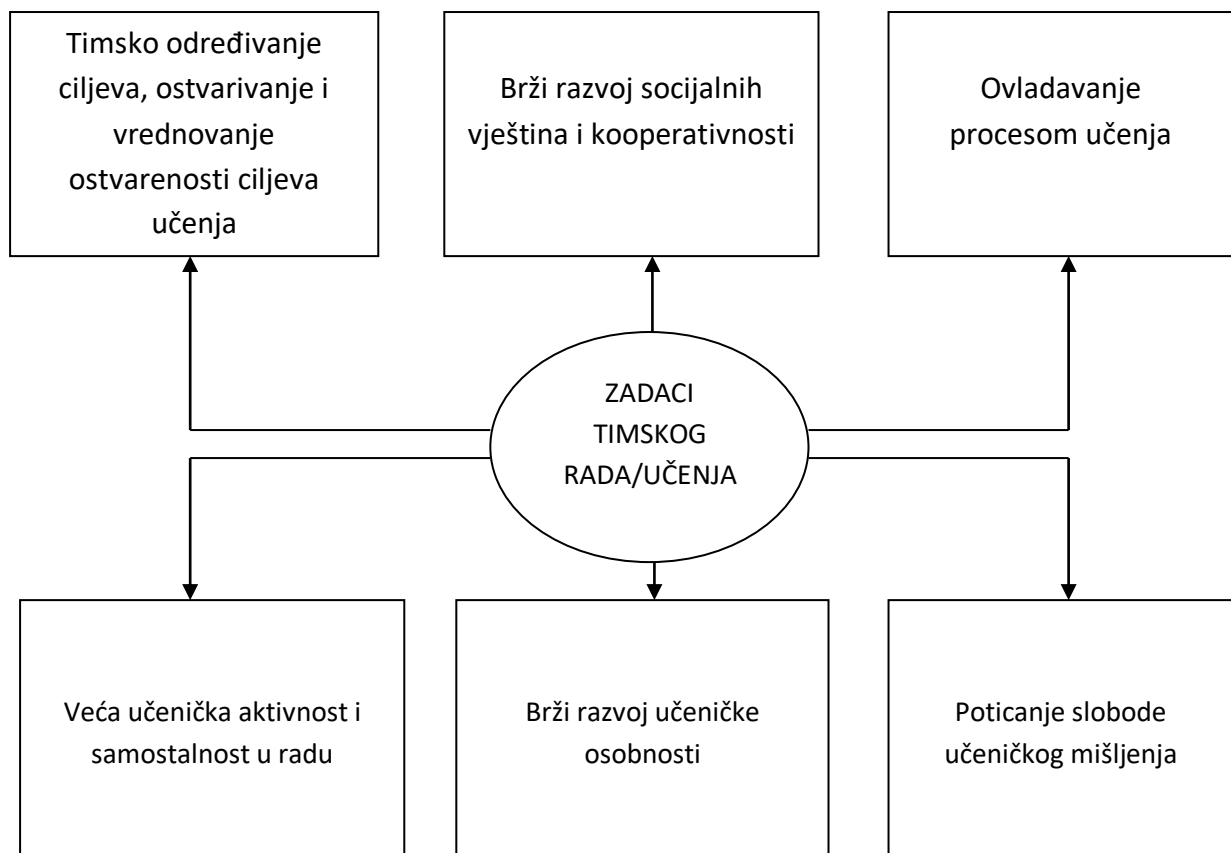 Timsko određivanje
ciljeva, ostvarivanje i
vrednovanje
ostvarenosti ciljeva
učenja
Brži razvoj socijalnih
vještina i kooperativnosti
Ovladavanje
procesom učenja
ZADACI
TIMSKOG
RADA/UČENJA
Veća učenička aktivnost i
samostalnost u radu
Brži razvoj učeničke
osobnosti
Poticanje slobode
učeničkog mišljenja